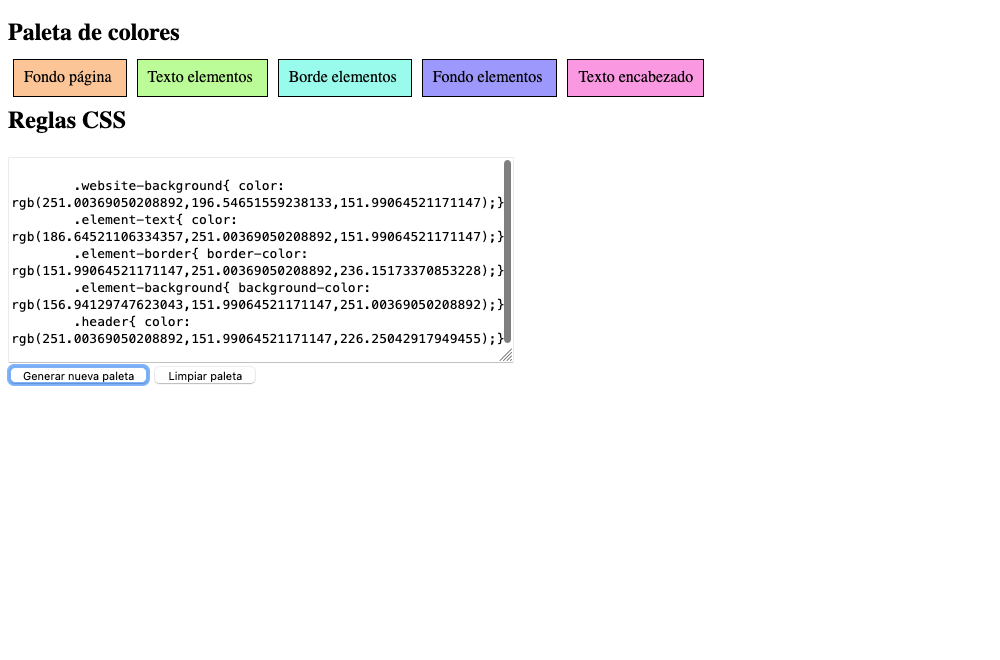 Paleta de colores
Fondo página Texto elementos Borde elementos Fondo elementos Texto encabezado
Reglas CSS
.website-background{ color:
rgb(251.00369050208892,196.54651559238133,151.99064521171147);}
.element-text{ color:
rgb(186.64521106334357,251.00369050208892,151.99064521171147);}
.element-border{ border-color:
rgb(151.99064521171147,251.00369050208892,236.15173370853228);}
.element-background{ background-color:
rgb(156.94129747623043,151.99064521171147,251.00369050208892);}
.header{ color:
rgb(251.00369050208892,151.99064521171147,226.25042917949455);}
Generar nueva paleta Limpiar paleta